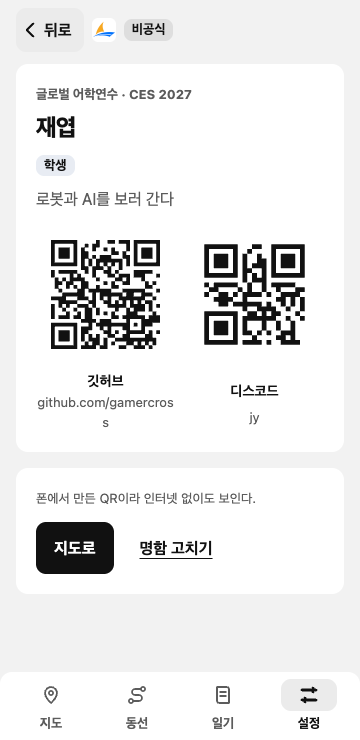 뒤로
비공식
글로벌 어학연수 · CES 2027
재엽
학생
로봇과 AI를 보러 간다
깃허브
github.com/gamercros
s
디스코드
jy
폰에서 만든 QR이라 인터넷 없이도 보인다.
지도로
명함 고치기
지도
동선
일기
설정